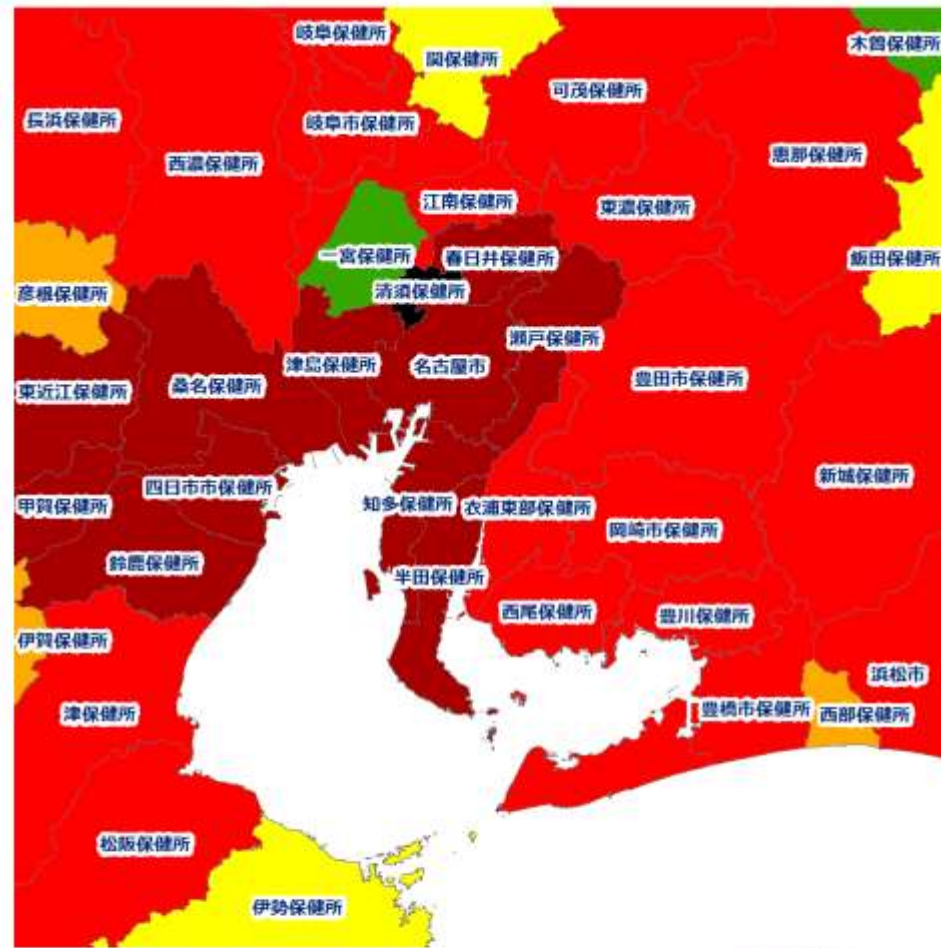 岐阜保健所
木曽保健所
関保健所
可茂保健所
長浜保健所
岐阜市保健所
恵那保健所
西濃保健所
江南保健所
東濃保健所
一宮保健所
春日井保健所
飯田保健所
彦根保健所
清須保健所
瀬戸保健所
津島保健所
名古屋市
豊田市保健所
東近江保健所
桑名保健所
新城保健所
四日市市保健所
甲賀保健所
知多保健所
衣浦東部保健所
岡崎市保健所
鈴鹿保健所
半田保健所
西尾保健所
豊川保健所
伊賀保健所
浜松市
津保健所
豊橋市保健所
西部保健所
松阪保健所
伊勢保健所